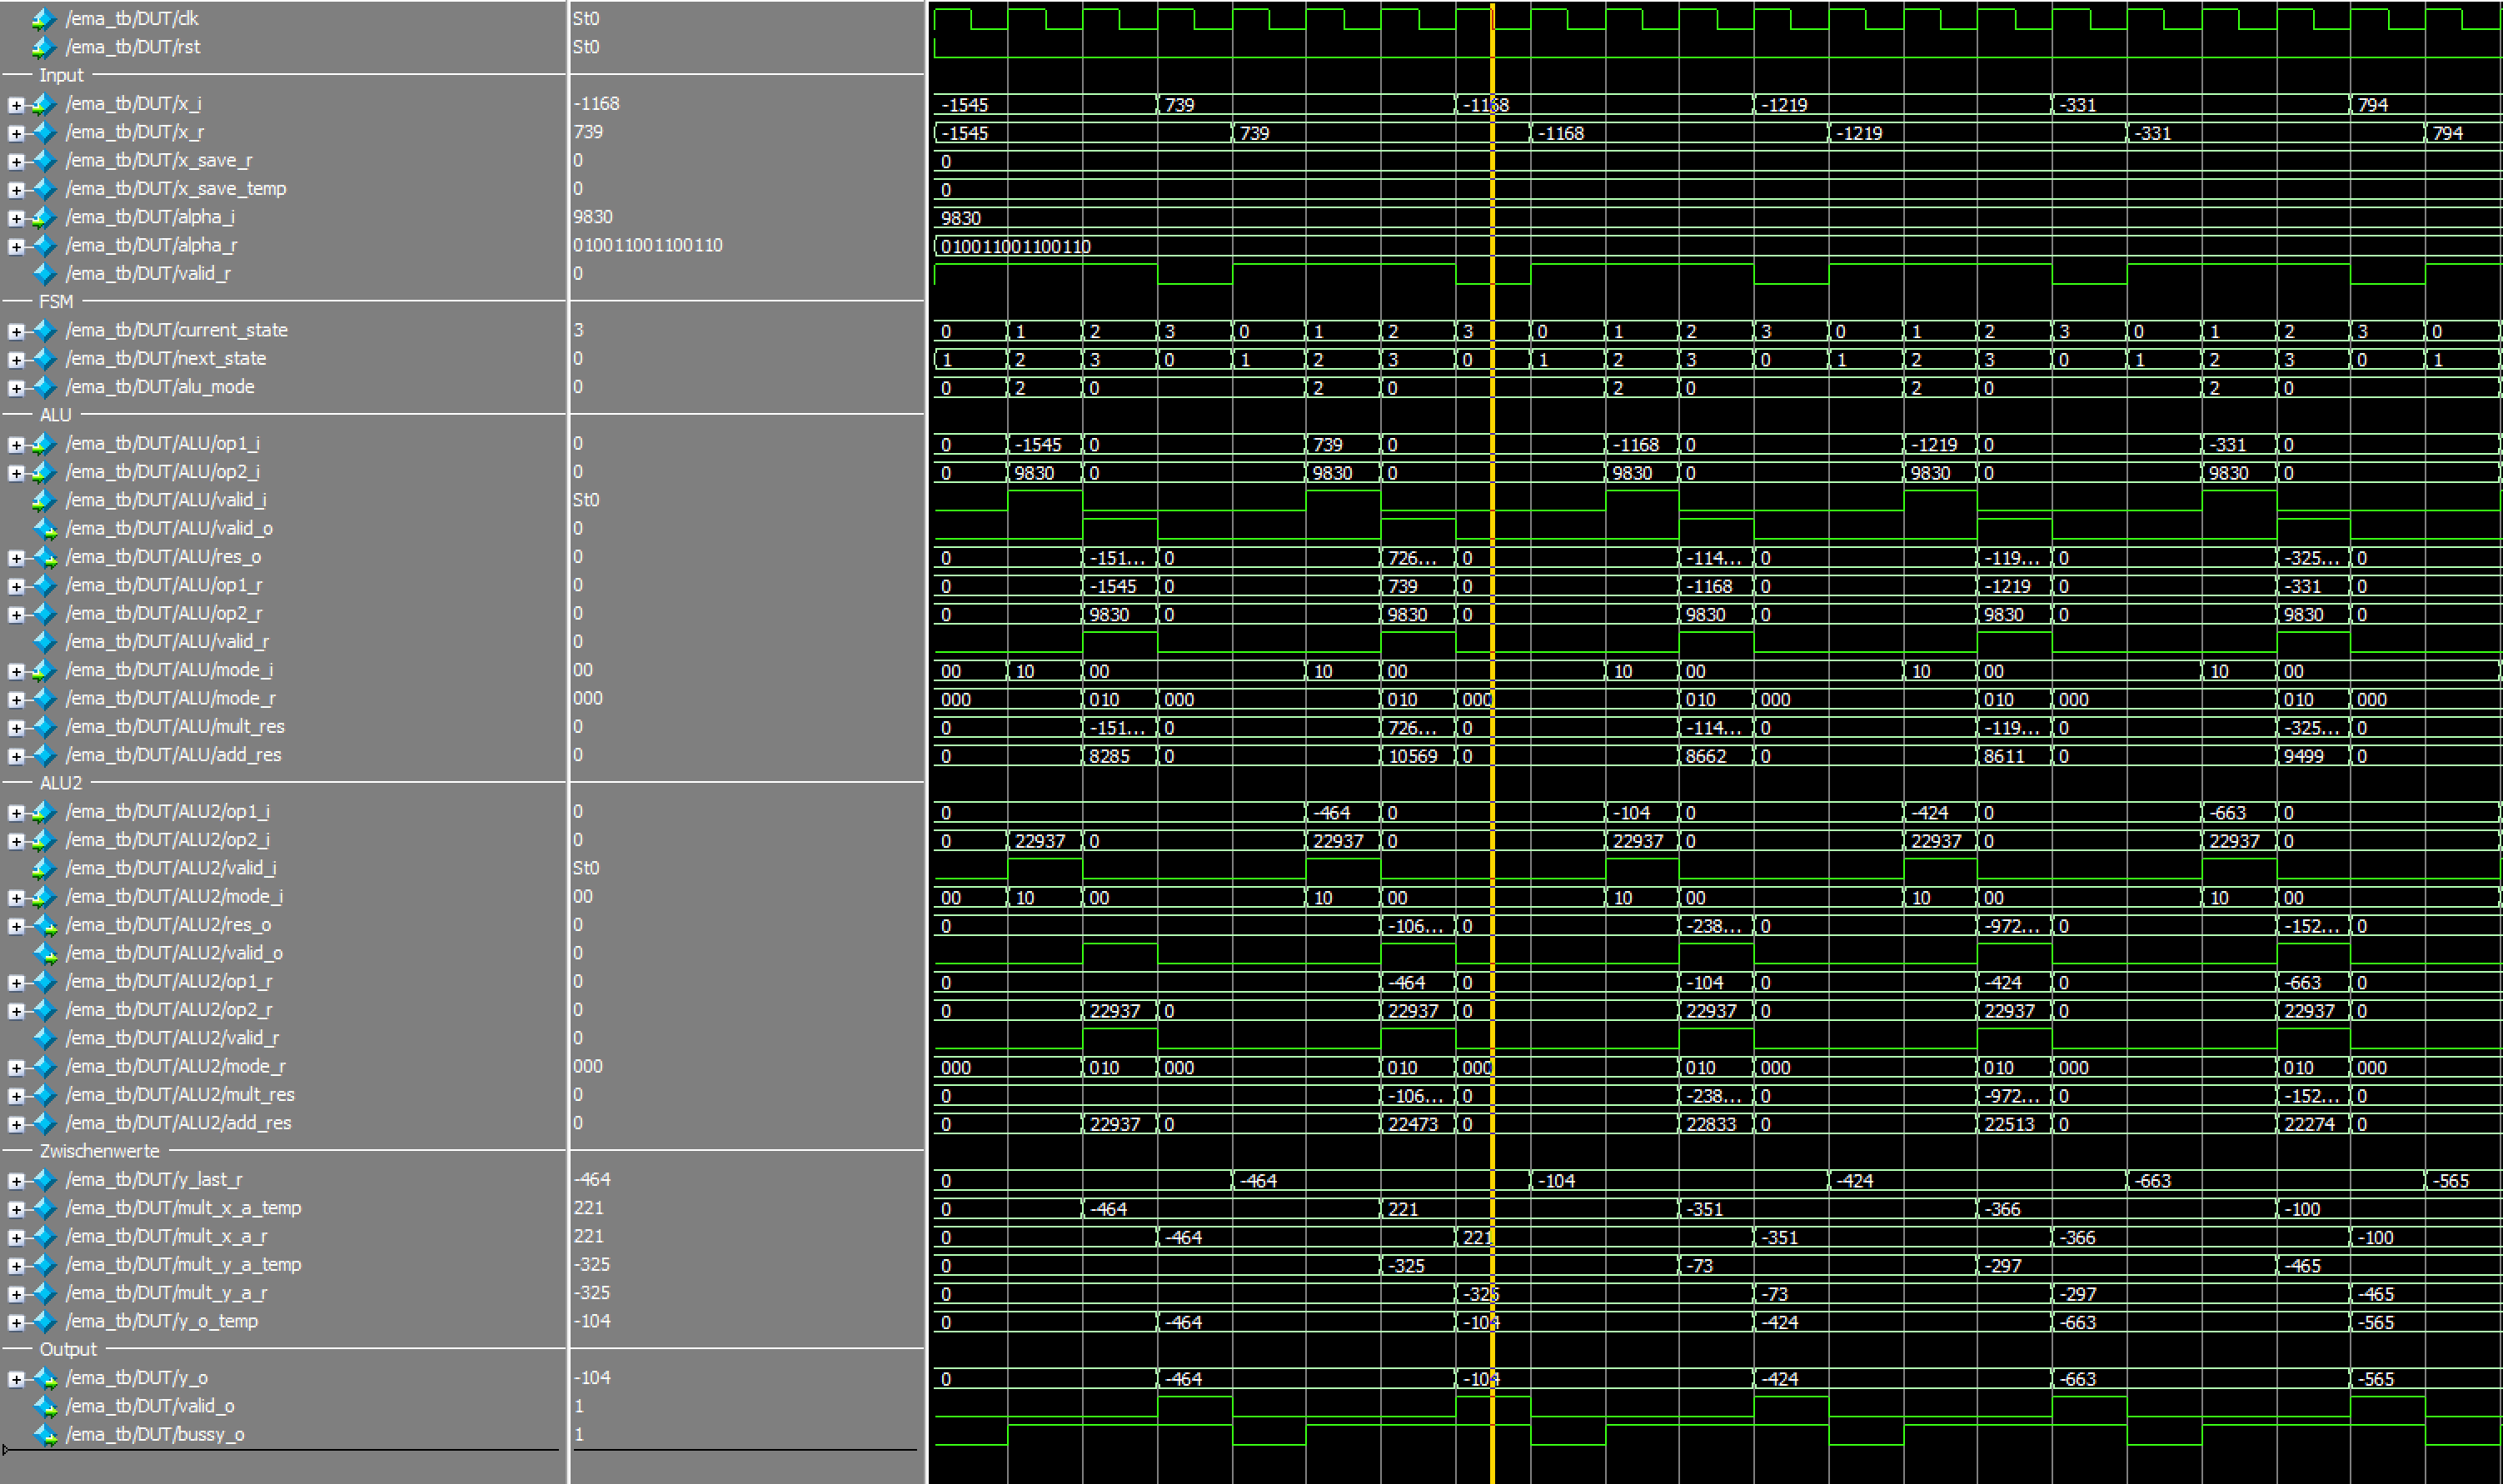 /ema_tb/DUT/clk St0
/ema_tb/DUT/rst St0
Input
/ema_tb/DUT/x_i -1168 -1545 739 -1168 -1219 -331 794
/ema_tb/DUT/x_r 739 -1545 739 -1168 -1219 -331 794
/ema_tb/DUT/x_save_r 0 0
/ema_tb/DUT/x_save_temp 0 0
/ema_tb/DUT/alpha_i 9830 9830
/ema_tb/DUT/alpha_r 010011001100110 010011001100110
/ema_tb/DUT/valid_r 0
FSM
/ema_tb/DUT/current_state 3 0 1 2 3 0 1 2 3 0 1 2 3 0 1 2 3 0 1 2 3 0
/ema_tb/DUT/next_state 0 1 2 3 0 1 2 3 0 1 2 3 0 1 2 3 0 1 2 3 0 1
/ema_tb/DUT/alu_mode 0 0 2 0 2 0 2 0 2 0 2 0
ALU
/ema_tb/DUT/ALU/op1_i 0 0 -1545 0 739 0 -1168 0 -1219 0 -331 0
/ema_tb/DUT/ALU/op2_i 0 0 9830 0 9830 0 9830 0 9830 0 9830 0
/ema_tb/DUT/ALU/valid_i St0
/ema_tb/DUT/ALU/valid_o 0
/ema_tb/DUT/ALU/res_o 0 0 -151... 0 726... 0 -114... 0 -119... 0 -325... 0
/ema_tb/DUT/ALU/op1_r 0 0 -1545 0 739 0 -1168 0 -1219 0 -331 0
/ema_tb/DUT/ALU/op2_r 0 0 9830 0 9830 0 9830 0 9830 0 9830 0
/ema_tb/DUT/ALU/valid_r 0
/ema_tb/DUT/ALU/mode_i 00 00 10 00 10 00 10 00 10 00 10 00
/ema_tb/DUT/ALU/mode_r 000 000 010 000 010 000 010 000 010 000 010 000
/ema_tb/DUT/ALU/mult_res 0 0 -151... 0 726... 0 -114... 0 -119... 0 -325... 0
/ema_tb/DUT/ALU/add_res 0 0 8285 0 10569 0 8662 0 8611 0 9499 0
ALU2
/ema_tb/DUT/ALU2/op1_i 0 0 -464 0 -104 0 -424 0 -663 0
/ema_tb/DUT/ALU2/op2_i 0 0 22937 0 22937 0 22937 0 22937 0 22937 0
/ema_tb/DUT/ALU2/valid_i St0
/ema_tb/DUT/ALU2/mode_i 00 00 10 00 10 00 10 00 10 00 10 00
/ema_tb/DUT/ALU2/res_o 0 0 -106... 0 -238... 0 -972... 0 -152... 0
/ema_tb/DUT/ALU2/valid_o 0
/ema_tb/DUT/ALU2/op1_r 0 0 -464 0 -104 0 -424 0 -663 0
/ema_tb/DUT/ALU2/op2_r 0 0 22937 0 22937 0 22937 0 22937 0 22937 0
/ema_tb/DUT/ALU2/valid_r 0
/ema_tb/DUT/ALU2/mode_r 000 000 010 000 010 000 010 000 010 000 010 000
/ema_tb/DUT/ALU2/mult_res 0 0 -106... 0 -238... 0 -972... 0 -152... 0
/ema_tb/DUT/ALU2/add_res 0 0 22937 0 22473 0 22833 0 22513 0 22274 0
Zwischenwerte
/ema_tb/DUT/y_last_r -464 0 -464 -104 -424 -663 -565
/ema_tb/DUT/mult_x_a_temp 221 0 -464 221 -351 -366 -100
/ema_tb/DUT/mult_x_a_r 221 0 -464 221 -351 -366 -100
/ema_tb/DUT/mult_y_a_temp -325 0 -325 -73 -297 -465
/ema_tb/DUT/mult_y_a_r -325 0 -325 -73 -297 -465
/ema_tb/DUT/y_o_temp -104 0 -464 -104 -424 -663 -565
Output
/ema_tb/DUT/y_o -104 0 -464 -104 -424 -663 -565
/ema_tb/DUT/valid_o 1
/ema_tb/DUT/bussy_o 1